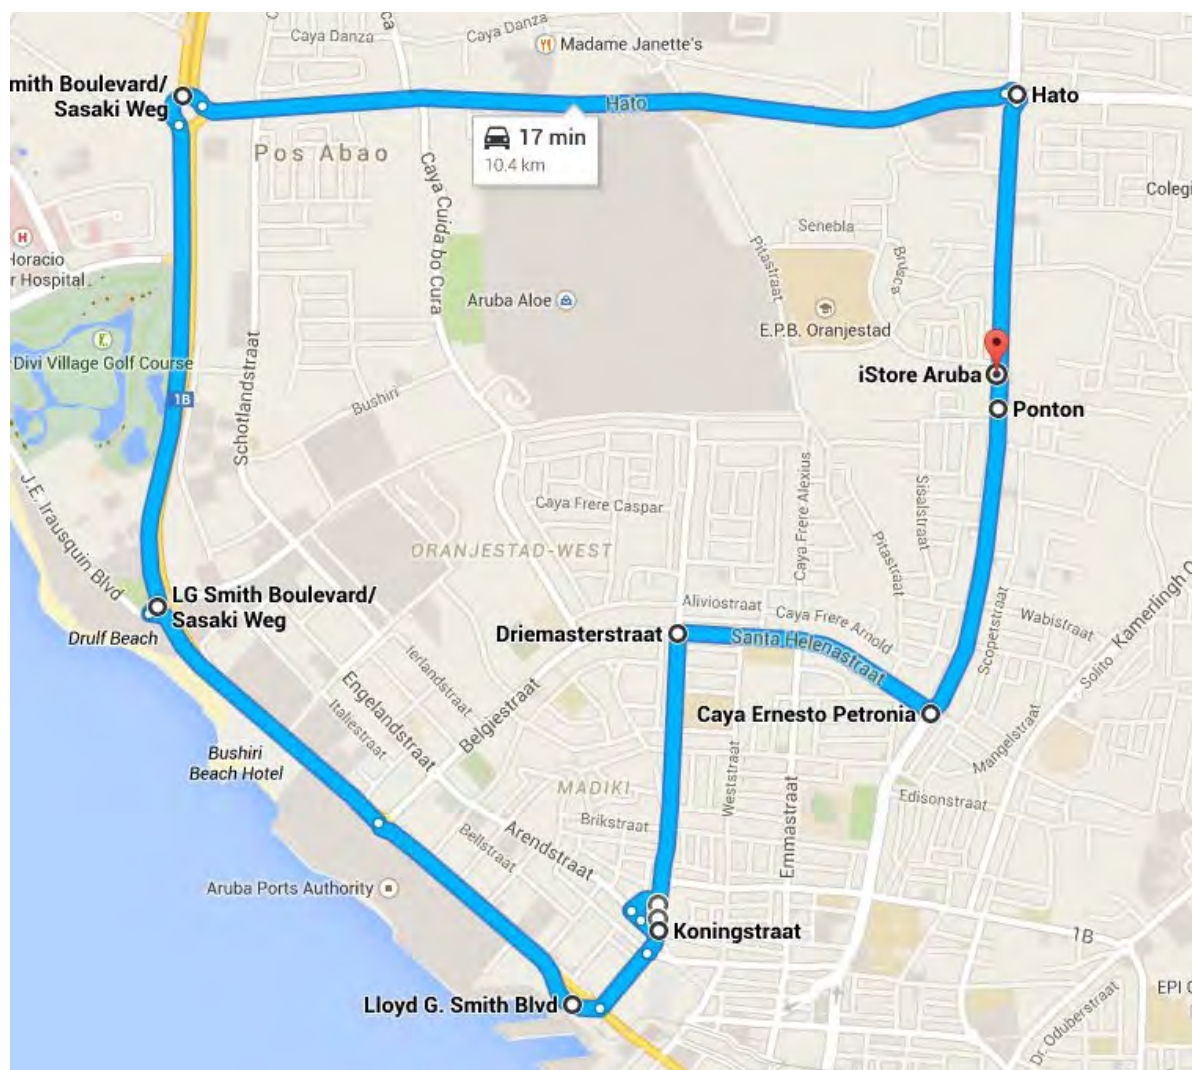 Caya Danza
Caya Danza
Madame Janette's
mith Boulevard/
Sasaki Weg
Hato
Hato
17 min
10.4 km
Pos Abao
Caya Cuida bo Cura
Colegi
Senebla
Pitastraat
Brusca
H
Horacio
r Hospital
Aruba Aloe
E.P.B. Oranjestad
Divi Village Golf Course
iStore Aruba
1B
Bushiri
Ponton
Schotlandstraat
J.E. Irausquin Blvd
Caya Frere Caspar
Caya Frere Alexius
Sisalstraat
ORANJESTAD-WEST
Pitastraat
LG Smith Boulevard/
Sasaki Weg
Drulf Beach
Aliviostraat
Caya Frere Arnold
Scopetstraat
Wabistraat
Solito
Kamerlingh O
Driemasterstraat
Santa Helenastraat
Ierlandstraat
Engelandstraat
Italiestraat
Belgiestraat
Caya Ernesto Petronia
Mangelstraat
Bushiri
Beach Hotel
MADIKI
Weststraat
Emmastraat
Edisonstraat
Brikstraat
Arendstraat
Bellstraat
Aruba Ports Authority
Koningstraat
1B
Lloyd G. Smith Blvd
EPI
Dr. Oduberstraat